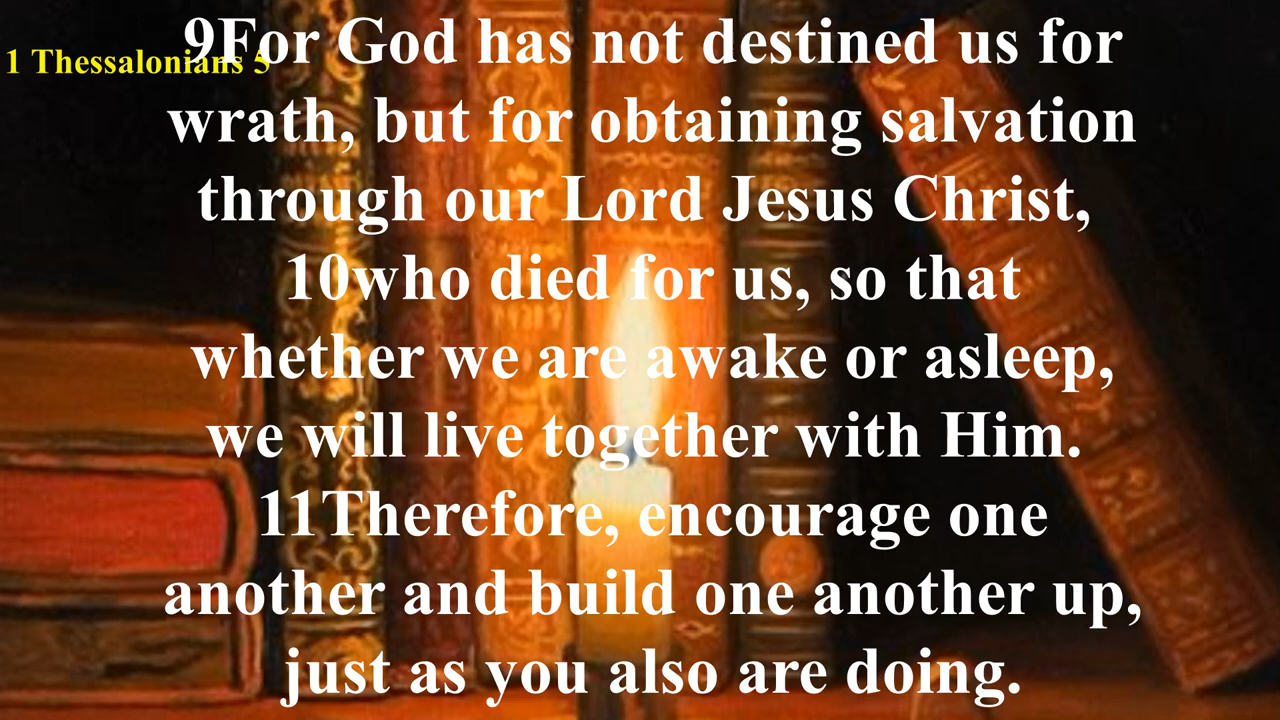 1 Thessalonians 5
9For God has not destined us for
wrath, but for obtaining salvation
through our Lord Jesus Christ,
10who died for us, so that
whether we are awake or asleep,
we will live together with Him.
11Therefore, encourage one
another and build one another up,
just as you also are doing.